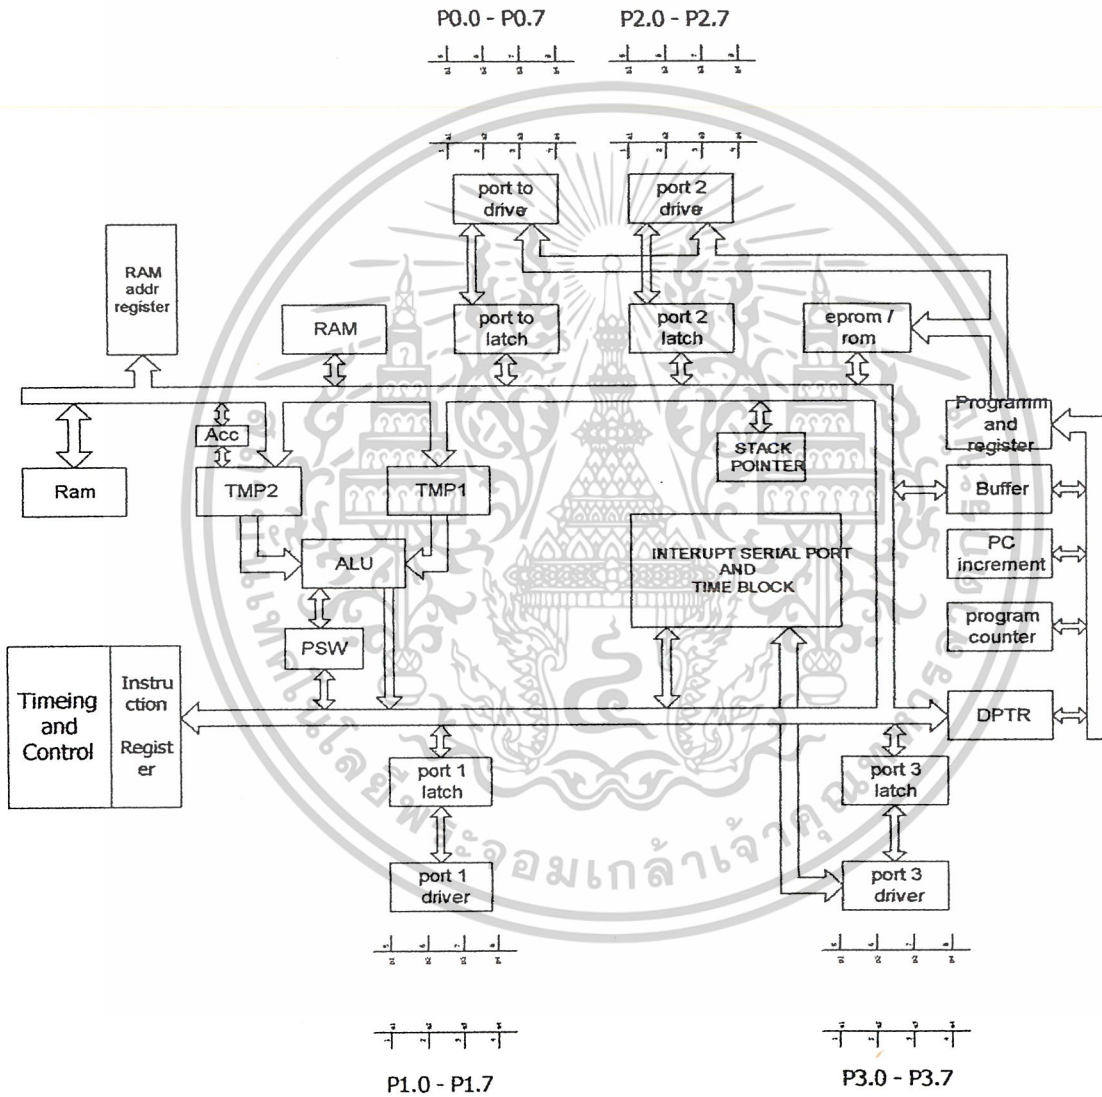 P0.0 - P0.7
P2.0 - P2.7
port to
drive
port 2
drive
RAM
addr
register
RAM
port to
latch
port 2
latch
eprom /
rom
Programm
and
register
Acc
STACK
POINTER
Ram
TMP2
TMP1
Buffer
ALU
INTERUPT SERIAL PORT
AND
TIME BLOCK
PC
increment
program
counter
PSW
Timeing
and
Control
Instru
ction
Regist
er
DPTR
port 1
latch
port 3
latch
port 1
driver
port 3
driver
P1.0 - P1.7
P3.0 - P3.7